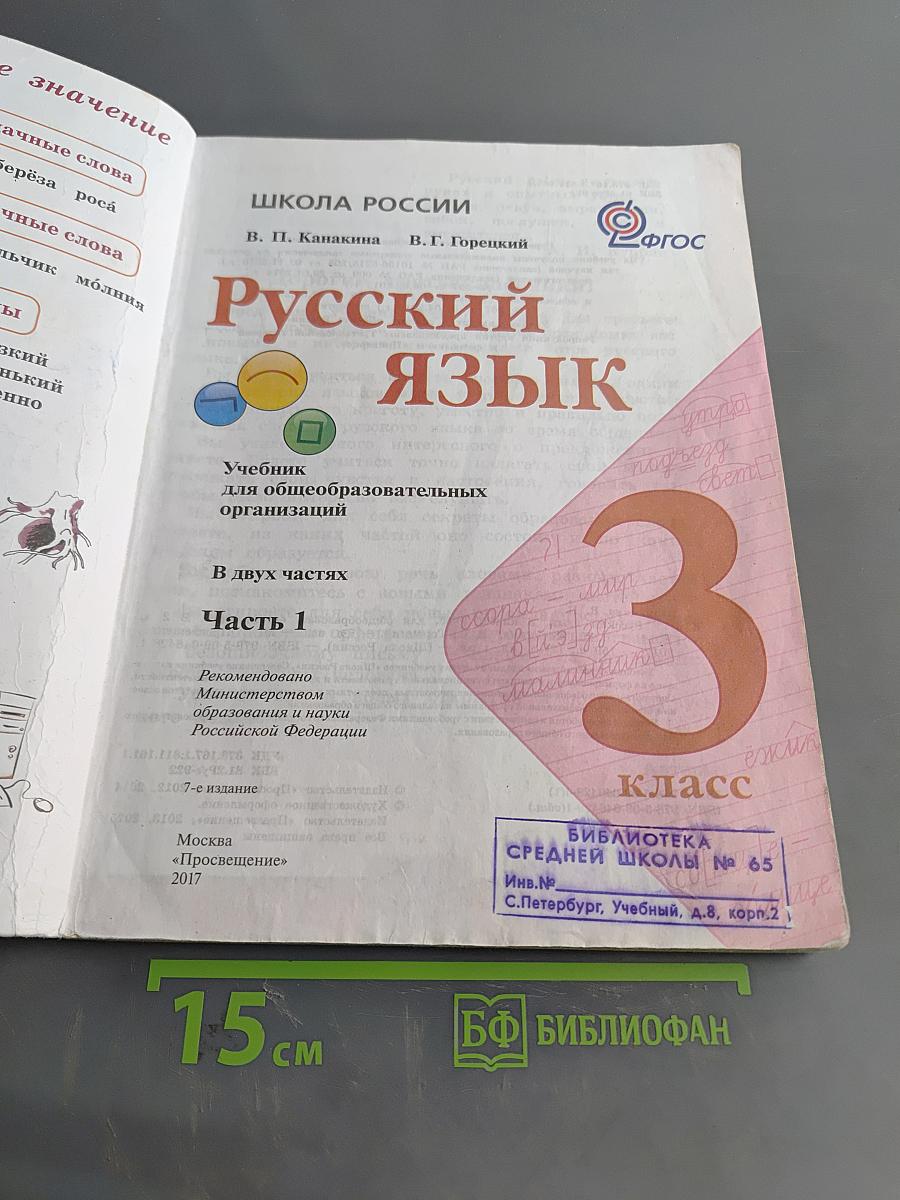 е значение
ачные слова
берёза роса́
чные слова
льчик мо́лния
ы
зкий
нький
енно
ШКОЛА РОССИИ
В. П. Канакина В. Г. Горецкий
ФГОС
Русский
язык
Учебник
для общеобразовательных
организаций
В двух частях
Часть 1
Рекомендовано
Министерством
образования и науки
Российской Федерации
7-е издание
Москва
«Просвещение»
2017
утро
подъезд
свет
?!
ссора = мир
в[й'э]зд
малинник
3
класс
ёжик
БИБЛИОТЕКА
СРЕДНЕЙ ШКОЛЫ № 65
Инв.№
С.Петербург, Учебный, д.8, корп.2
15 см
БФ БИБЛИОФАН